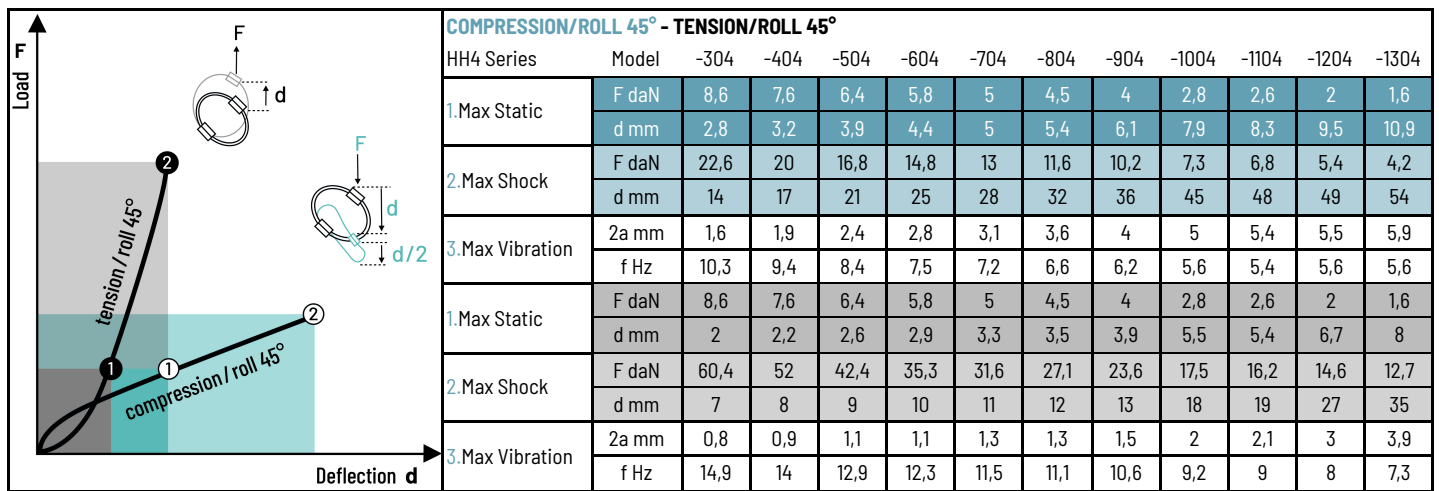 F
Load
F
d
F
d
d/2
2
tension/roll 45°
2
1
1
compression/roll 45°
Deflection d
COMPRESSION/ROLL 45° - TENSION/ROLL 45°
HH4 Series Model -304 -404 -504 -604 -704 -804 -904 -1004 -1104 -1204 -1304
1.Max Static
F daN 8,6 7,6 6,4 5,8 5 4,5 4 2,8 2,6 2 1,6
d mm 2,8 3,2 3,9 4,4 5 5,4 6,1 7,9 8,3 9,5 10,9
2.Max Shock
F daN 22,6 20 16,8 14,8 13 11,6 10,2 7,3 6,8 5,4 4,2
d mm 14 17 21 25 28 32 36 45 48 49 54
3.Max Vibration
2a mm 1,6 1,9 2,4 2,8 3,1 3,6 4 5 5,4 5,5 5,9
f Hz 10,3 9,4 8,4 7,5 7,2 6,6 6,2 5,6 5,4 5,6 5,6
1.Max Static
F daN 8,6 7,6 6,4 5,8 5 4,5 4 2,8 2,6 2 1,6
d mm 2 2,2 2,6 2,9 3,3 3,5 3,9 5,5 5,4 6,7 8
2.Max Shock
F daN 60,4 52 42,4 35,3 31,6 27,1 23,6 17,5 16,2 14,6 12,7
d mm 7 8 9 10 11 12 13 18 19 27 35
3.Max Vibration
2a mm 0,8 0,9 1,1 1,1 1,3 1,3 1,5 2 2,1 3 3,9
f Hz 14,9 14 12,9 12,3 11,5 11,1 10,6 9,2 9 8 7,3